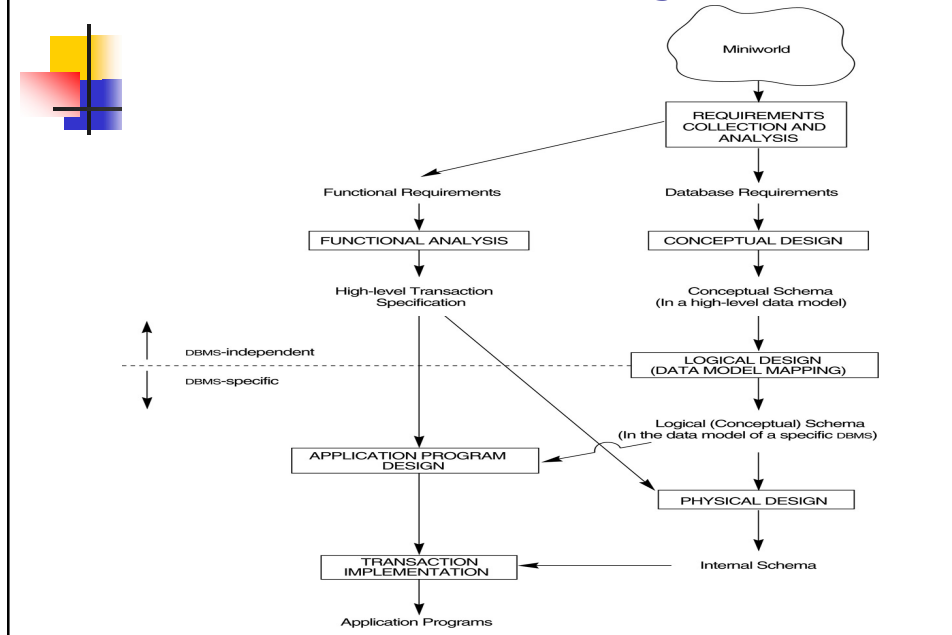 Miniworld
REQUIREMENTS
COLLECTION AND
ANALYSIS
Functional Requirements
Database Requirements
FUNCTIONAL ANALYSIS
CONCEPTUAL DESIGN
High-level Transaction
Specification
Conceptual Schema
(In a high-level data model)
DBMS-independent
DBMS-specific
LOGICAL DESIGN
(DATA MODEL MAPPING)
Logical (Conceptual) Schema
(In the data model of a specific DBMS)
APPLICATION PROGRAM
DESIGN
PHYSICAL DESIGN
TRANSACTION
IMPLEMENTATION
Internal Schema
Application Programs